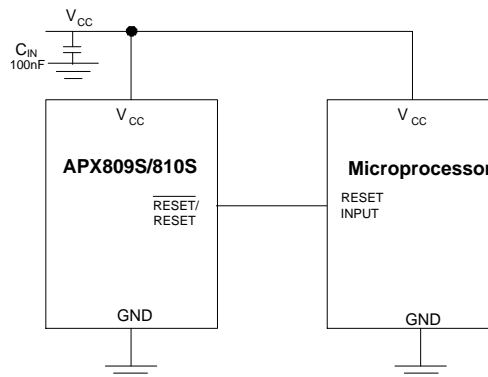 VCC
CIN
100nF
VCC
VCC
APX809S/810S
Microprocessor
RESET/
RESET
RESET
INPUT
GND
GND